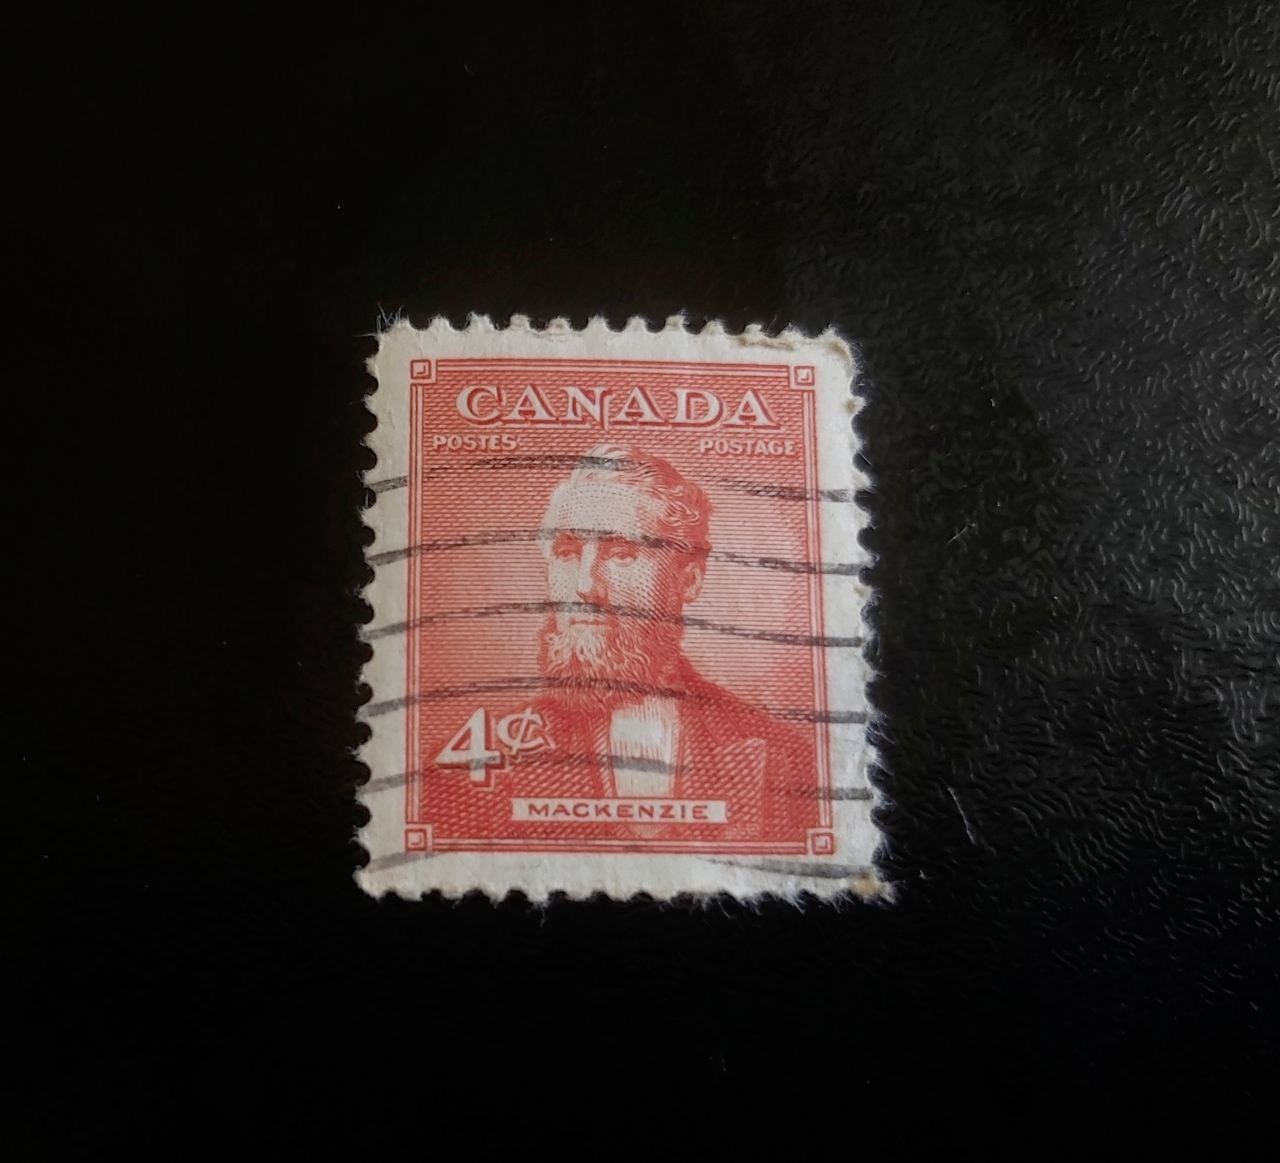 CANADA
POSTES POSTAGE
4¢
MACKENZIE